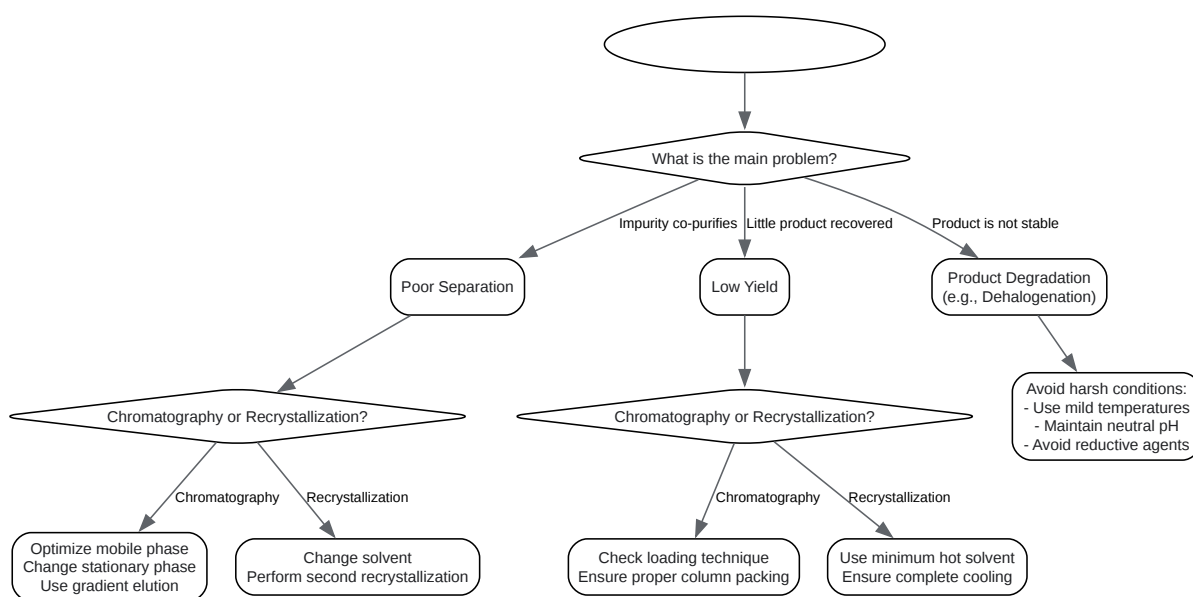 What is the main problem?
Impurity co-purifies
Little product recovered
Product is not stable
Poor Separation
Low Yield
Product Degradation
(e.g., Dehalogenation)
Chromatography or Recrystallization?
Chromatography or Recrystallization?
Avoid harsh conditions:
- Use mild temperatures
- Maintain neutral pH
- Avoid reductive agents
Chromatography
Recrystallization
Chromatography
Recrystallization
Optimize mobile phase
Change stationary phase
Use gradient elution
Change solvent
Perform second recrystallization
Check loading technique
Ensure proper column packing
Use minimum hot solvent
Ensure complete cooling